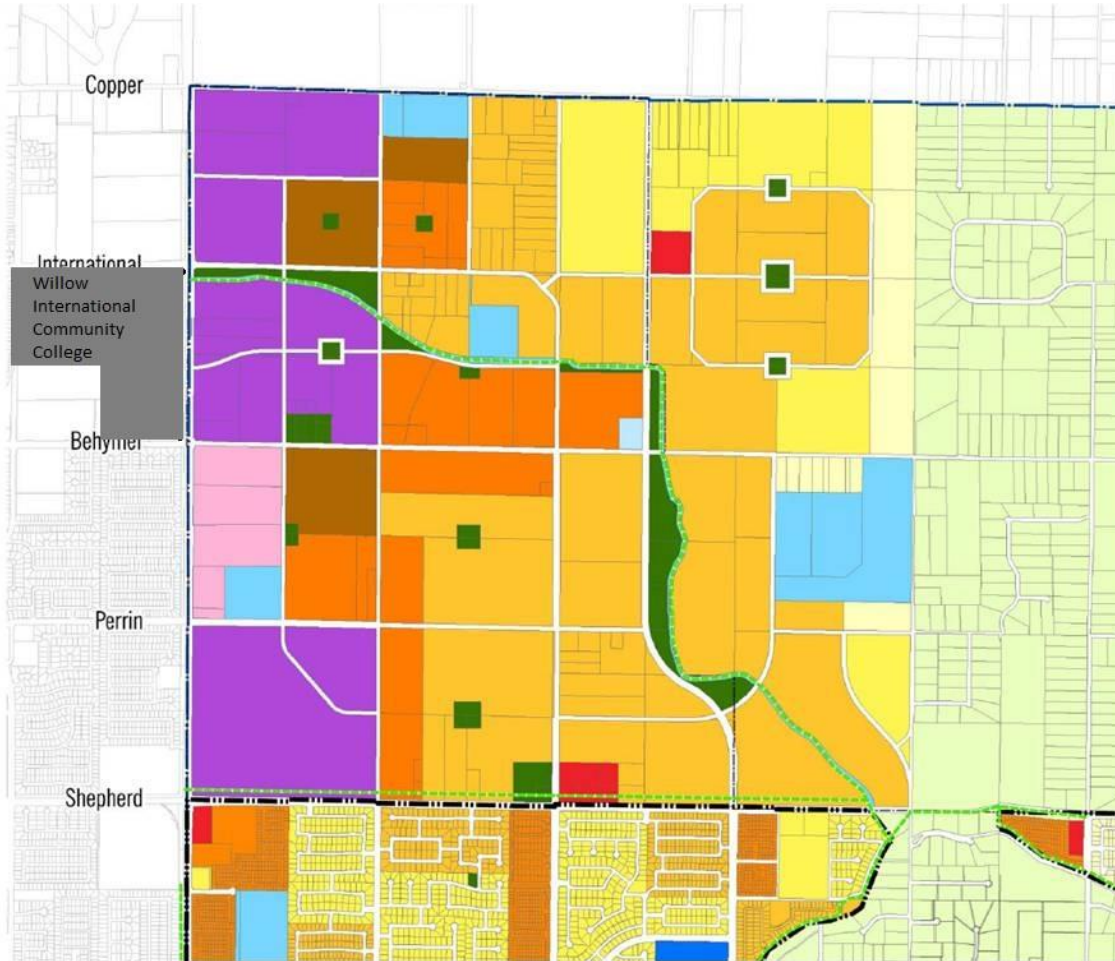 Copper
International
Willow
International
Community
College
Behymer
Perrin
Shepherd